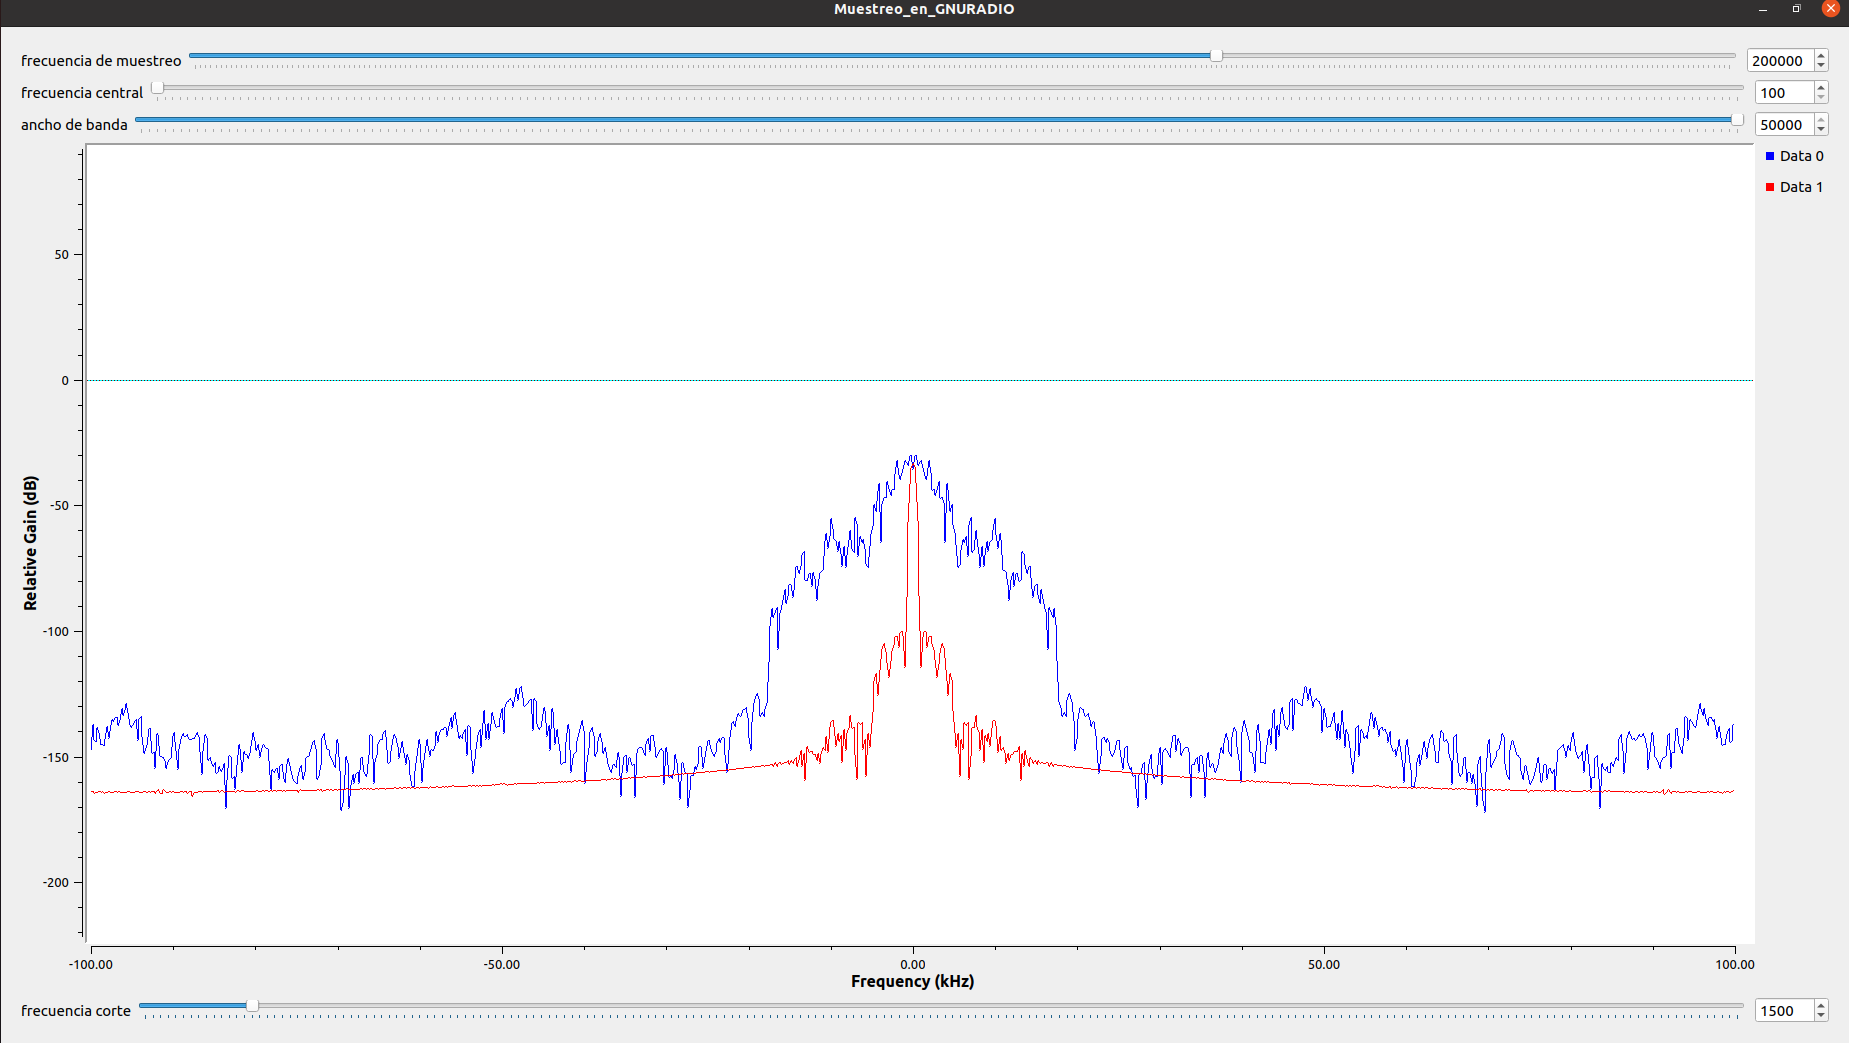 Muestreo_en_GNURADIO
frecuencia de muestreo 200000
frecuencia central 100
ancho de banda 50000
Data 0
Data 1
50
0
-50
-100
-150
-200
Relative Gain (dB)
-100.00 -50.00 0.00 50.00 100.00
Frequency (kHz)
frecuencia corte 1500